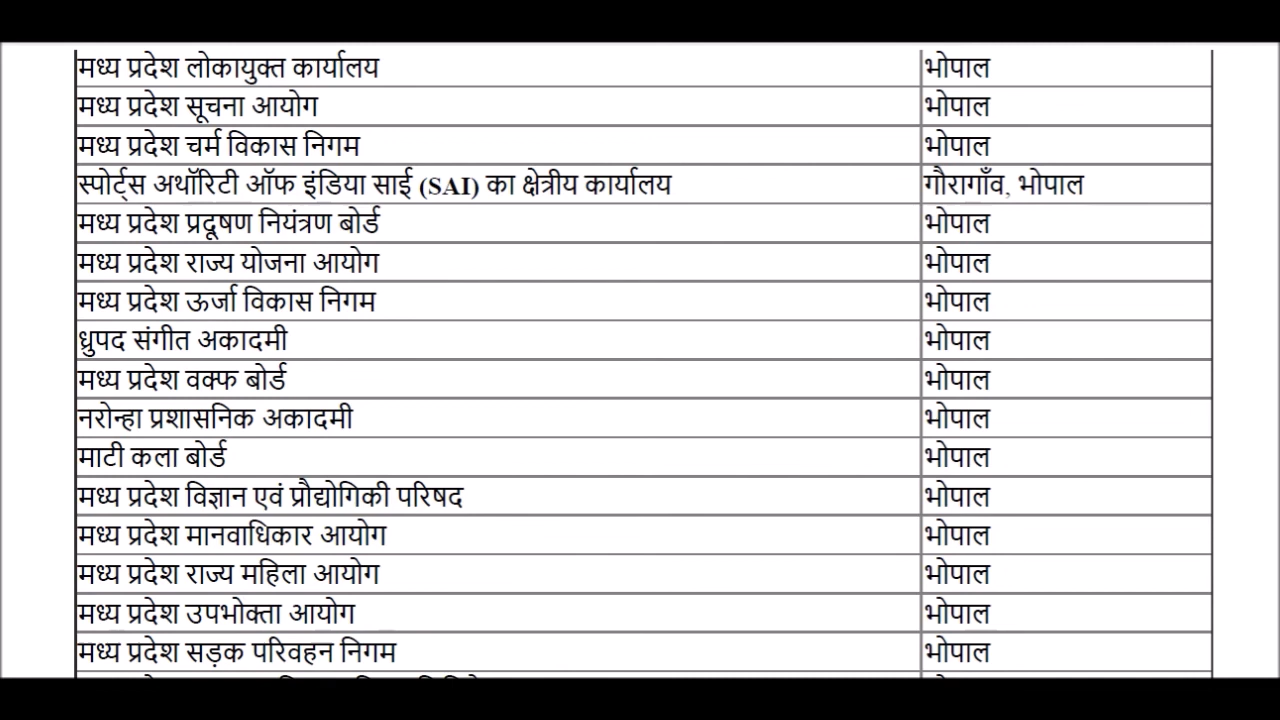 मध्य प्रदेश लोकायुक्त कार्यालय भोपाल
मध्य प्रदेश सूचना आयोग भोपाल
मध्य प्रदेश चर्म विकास निगम भोपाल
स्पोर्ट्स अथॉरिटी ऑफ इंडिया साई (SAI) का क्षेत्रीय कार्यालय गौरागाँव, भोपाल
मध्य प्रदेश प्रदूषण नियंत्रण बोर्ड भोपाल
मध्य प्रदेश राज्य योजना आयोग भोपाल
मध्य प्रदेश ऊर्जा विकास निगम भोपाल
ध्रुपद संगीत अकादमी भोपाल
मध्य प्रदेश वक्फ बोर्ड भोपाल
नरोन्हा प्रशासनिक अकादमी भोपाल
माटी कला बोर्ड भोपाल
मध्य प्रदेश विज्ञान एवं प्रौद्योगिकी परिषद भोपाल
मध्य प्रदेश मानवाधिकार आयोग भोपाल
मध्य प्रदेश राज्य महिला आयोग भोपाल
मध्य प्रदेश उपभोक्ता आयोग भोपाल
मध्य प्रदेश सड़क परिवहन निगम भोपाल